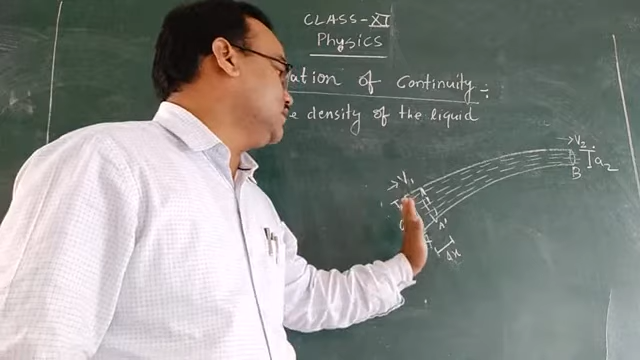 CLASS-XI
Physics
ation of Continuity :
e density of the liquid
V₂
a₂
B
V₁
A'
Δx